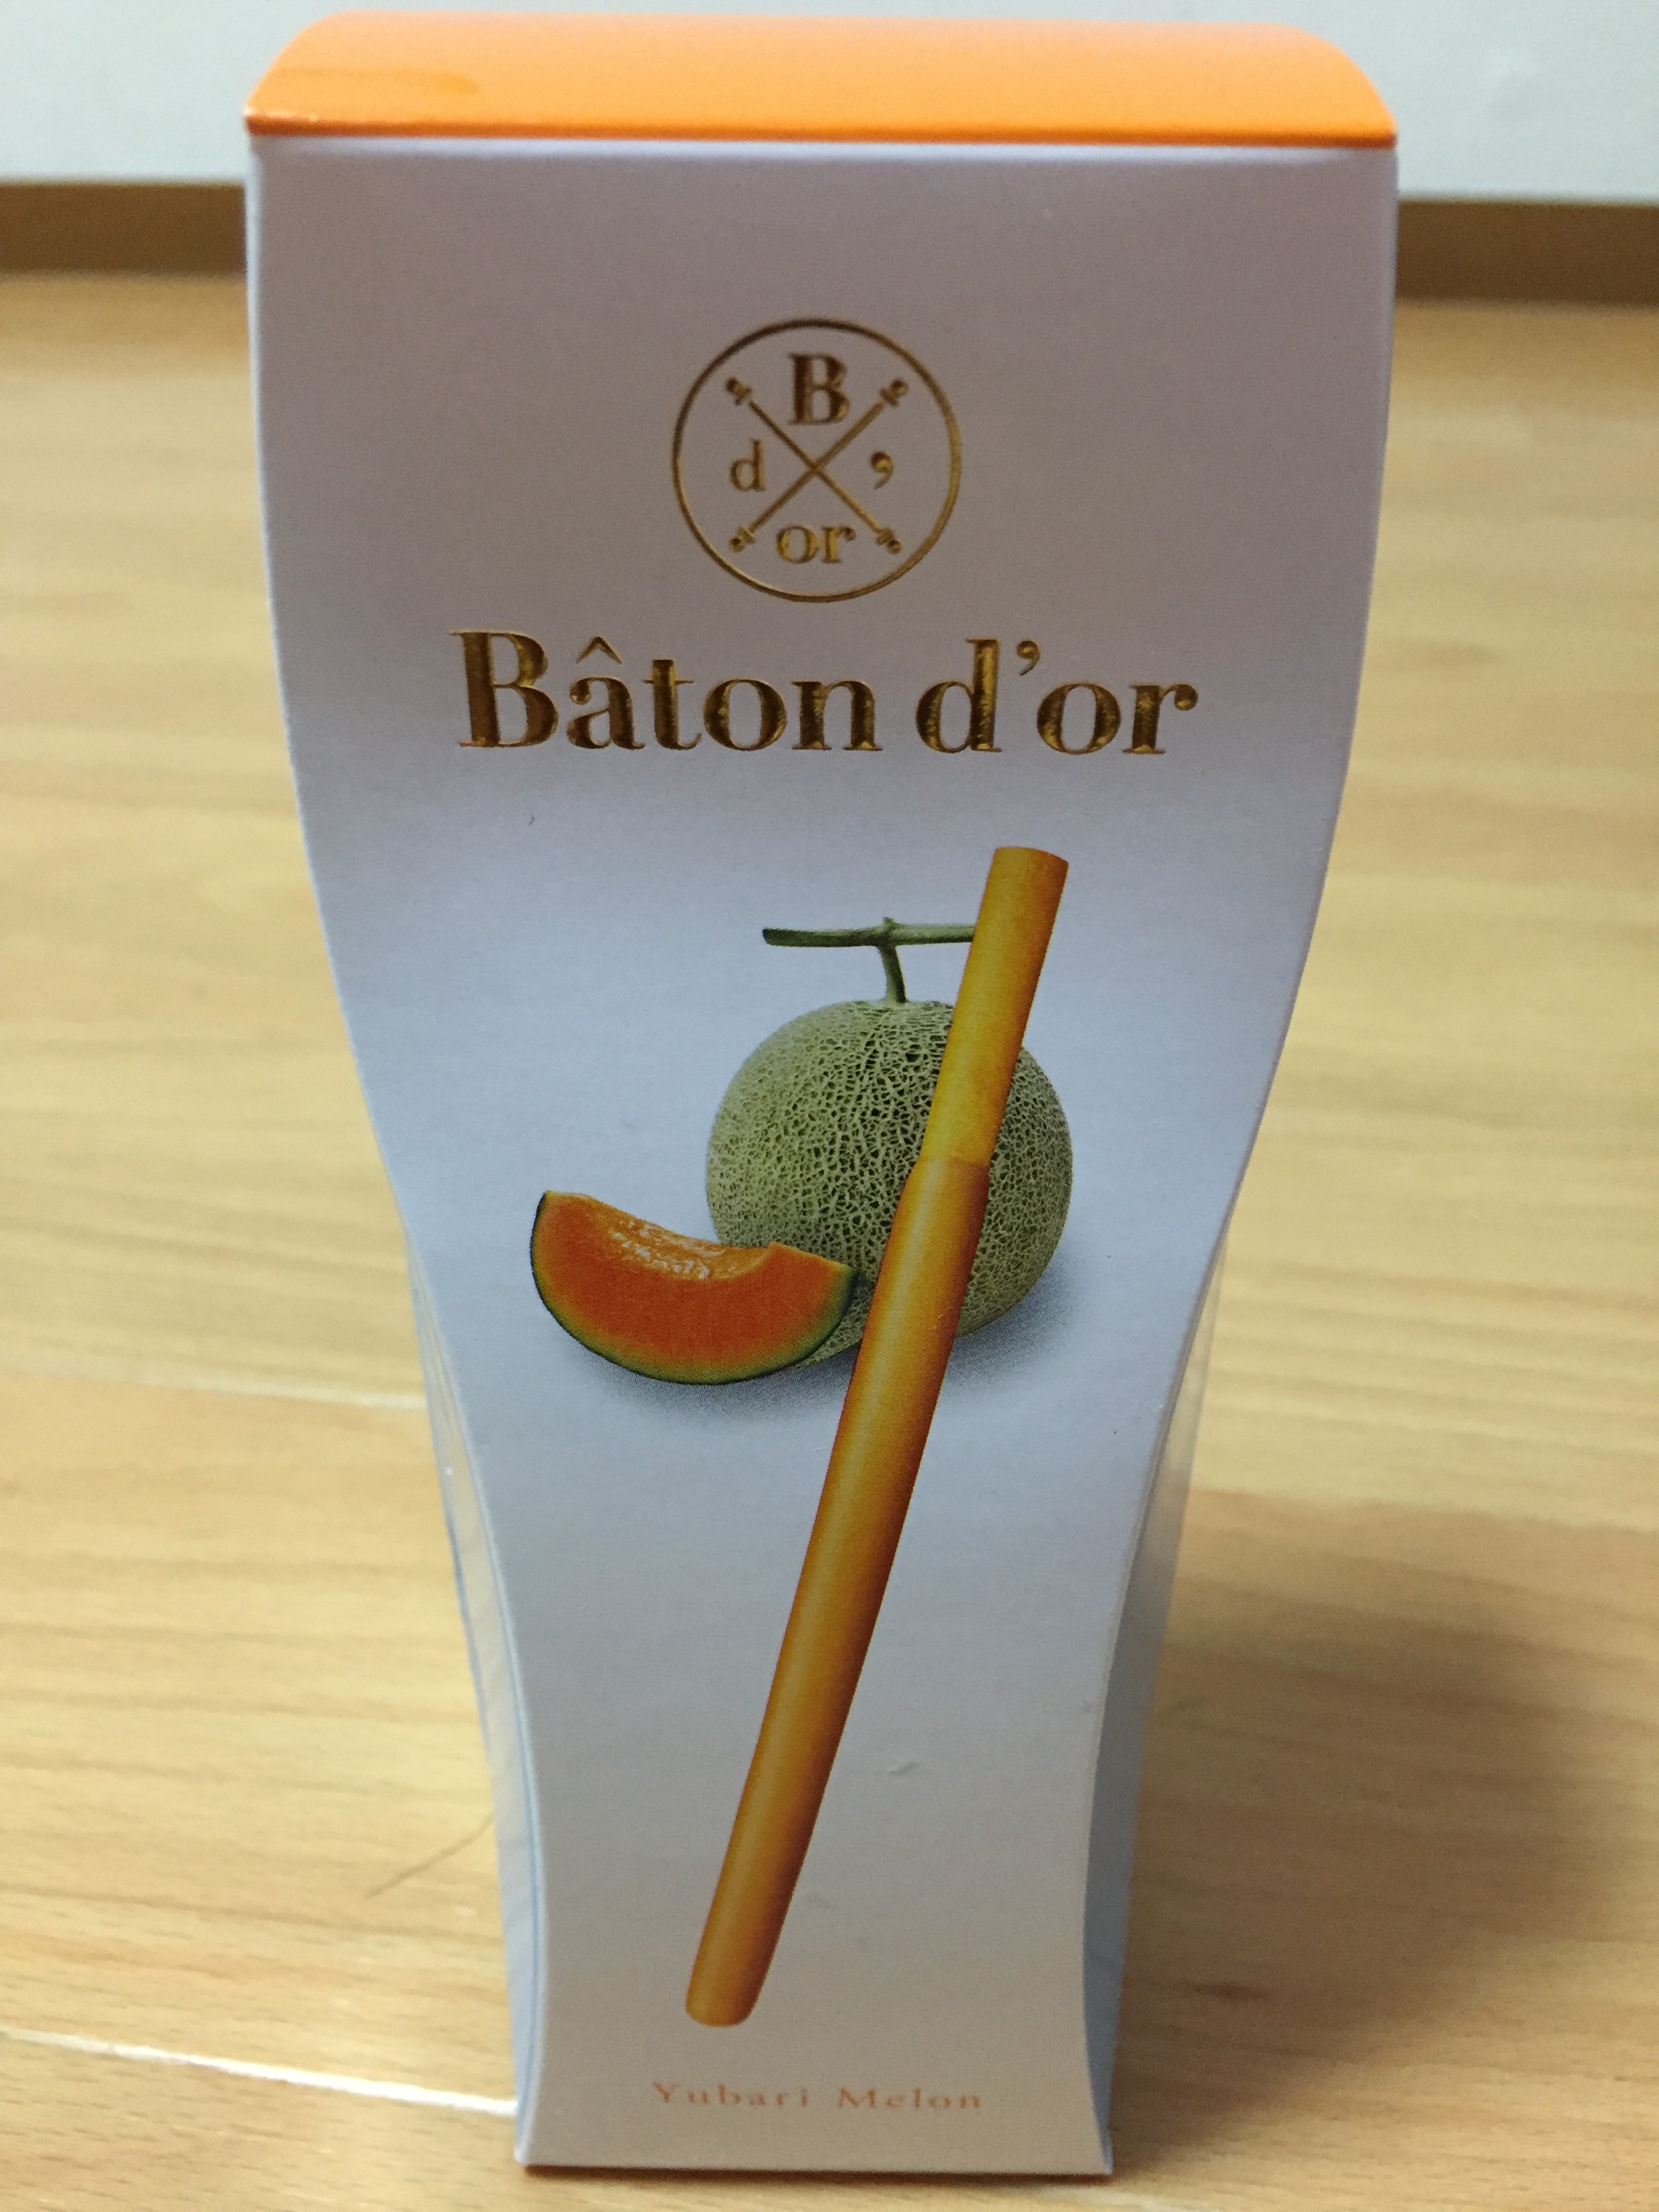 B
d ’
or
Bâton d’or
Yubari Melon